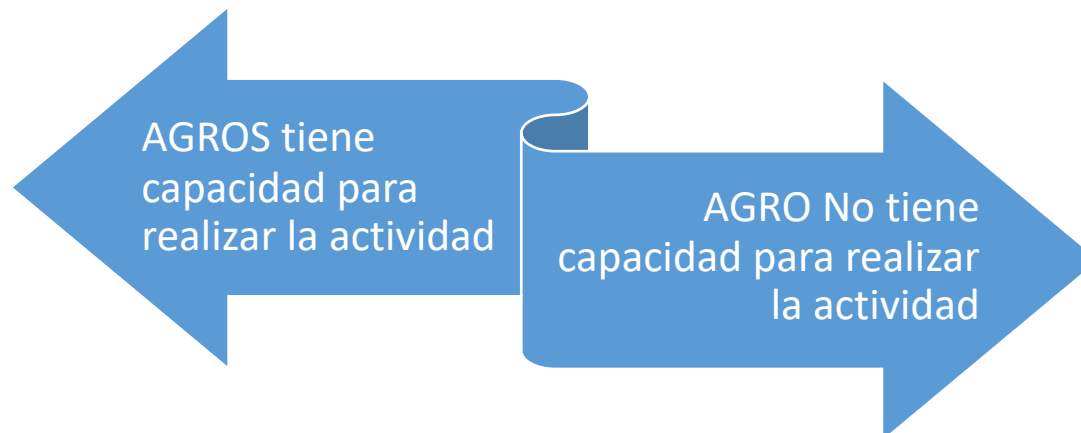 AGROS tiene
capacidad para
realizar la actividad
AGRO No tiene
capacidad para realizar
la actividad